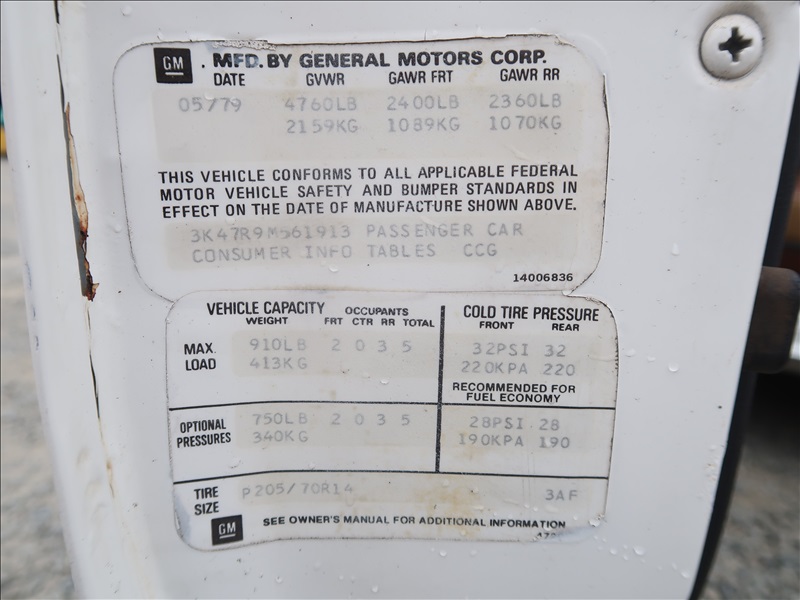 GM . MFD. BY GENERAL MOTORS CORP.
DATE GVWR GAWR FRT GAWR RR
05/79 4760LB 2400LB 2360LB
2159KG 1089KG 1070KG
THIS VEHICLE CONFORMS TO ALL APPLICABLE FEDERAL
MOTOR VEHICLE SAFETY AND BUMPER STANDARDS IN
EFFECT ON THE DATE OF MANUFACTURE SHOWN ABOVE.
3K47R9M561913 PASSENGER CAR
CONSUMER INFO TABLES CCG
14006836
VEHICLE CAPACITY OCCUPANTS COLD TIRE PRESSURE
WEIGHT FRT CTR RR TOTAL FRONT REAR
MAX. LOAD 910LB 2 0 3 5 32PSI 32
413KG 220KPA 220
RECOMMENDED FOR
FUEL ECONOMY
OPTIONAL PRESSURES 750LB 2 0 3 5 28PSI 28
340KG 190KPA 190
TIRE SIZE P205/70R14 3AF
GM SEE OWNER'S MANUAL FOR ADDITIONAL INFORMATION